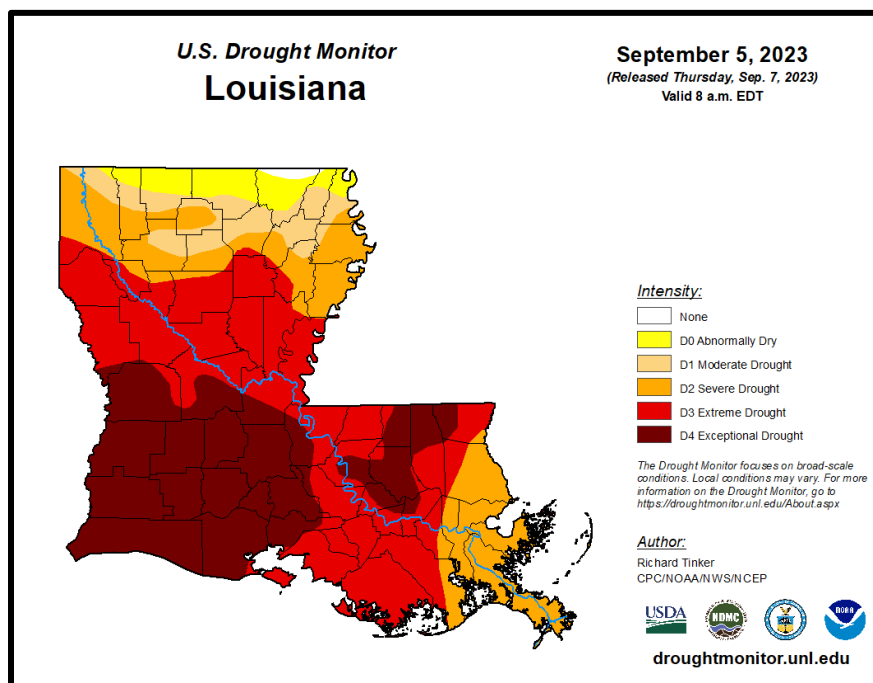 U.S. Drought Monitor
Louisiana
September 5, 2023
(Released Thursday, Sep. 7, 2023)
Valid 8 a.m. EDT
Intensity:
None
D0 Abnormally Dry
D1 Moderate Drought
D2 Severe Drought
D3 Extreme Drought
D4 Exceptional Drought
The Drought Monitor focuses on broad-scale
conditions. Local conditions may vary. For more
information on the Drought Monitor, go to
https://droughtmonitor.unl.edu/About.aspx
Author:
Richard Tinker
CPC/NOAA/NWS/NCEP
USDA
NDMC
NOAA
droughtmonitor.unl.edu